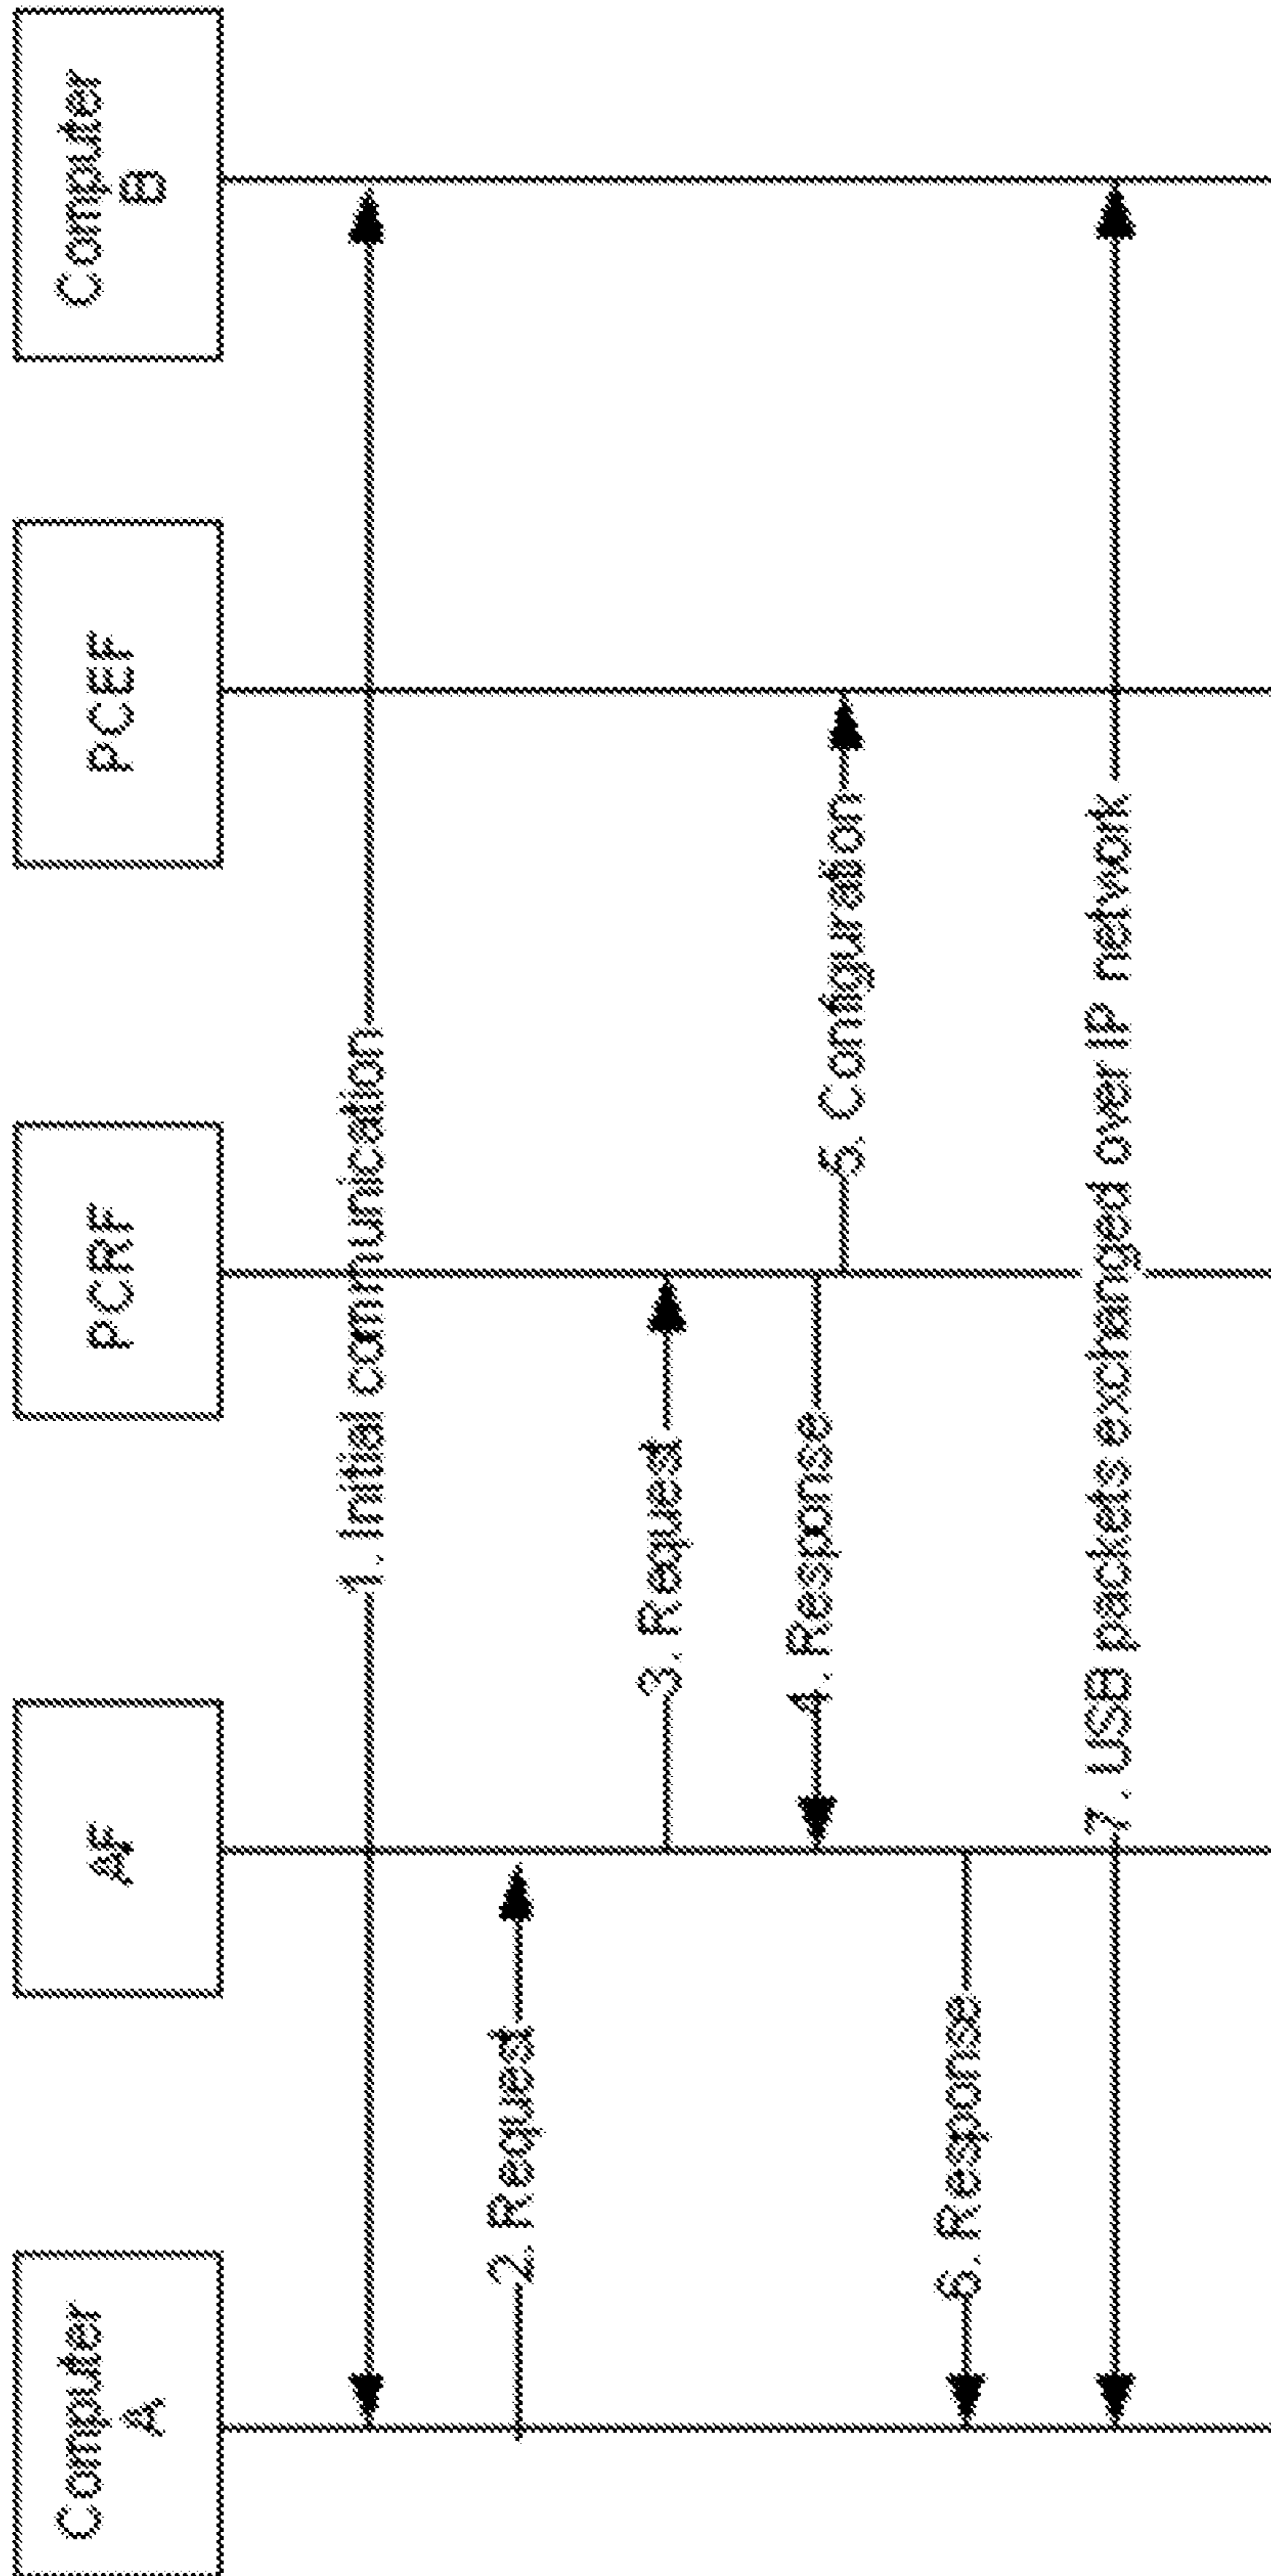 Computer
A
AF
PCRF
PCEF
Computer
B
1. Initial communication
2. Request
3. Request
4. Response
5. Configuration
6. Response
7. USB packets exchanged over IP network